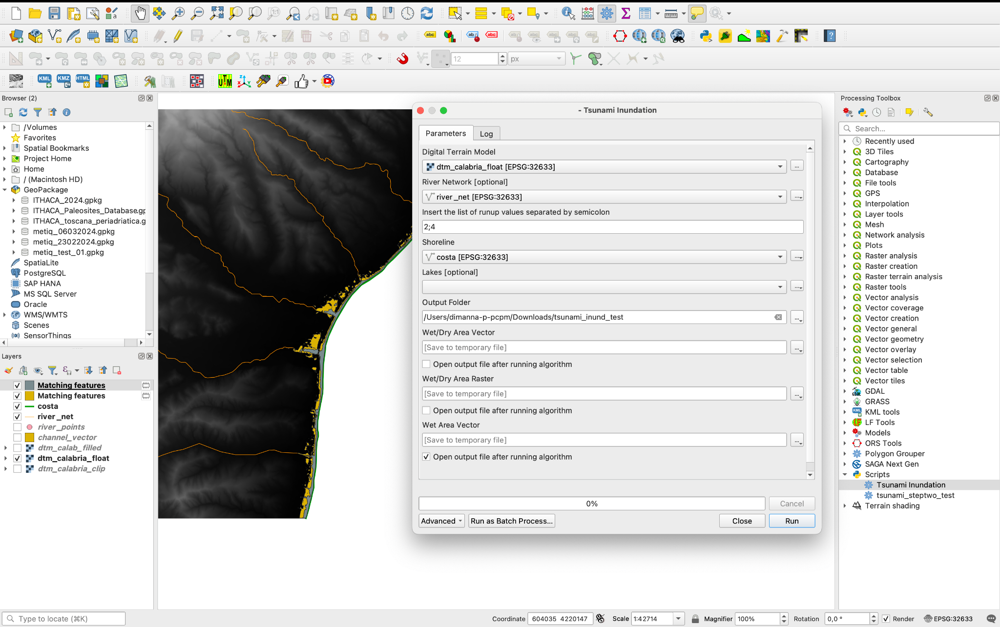 abc
abc
abc
12
px
KML
KMZ
HTML
UTM
Browser (2)
/Volumes
Favorites
Spatial Bookmarks
Project Home
Home
/ (Macintosh HD)
GeoPackage
ITHACA_2024.gpkg
ITHACA_Paleosites_Database.gp
ITHACA_toscana_periadriatica.g
metiq_06032024.gpkg
metiq_23022024.gpkg
metiq_test_01.gpkg
SpatiaLite
PostgreSQL
SAP HANA
MS SQL Server
Oracle
WMS/WMTS
Scenes
SensorThings
Layers
Matching features
Matching features
costa
river_net
river_points
channel_vector
dtm_calab_filled
dtm_calabria_float
dtm_calabria_clip
- Tsunami Inundation
Parameters
Log
Digital Terrain Model
dtm_calabria_float [EPSG:32633]
...
River Network [optional]
river_net [EPSG:32633]
...
Insert the list of runup values separated by semicolon
2;4
Shoreline
costa [EPSG:32633]
...
Lakes [optional]
...
Output Folder
/Users/dimanna-p-pcpm/Downloads/tsunami_inund_test
...
Wet/Dry Area Vector
[Save to temporary file]
...
Open output file after running algorithm
Wet/Dry Area Raster
[Save to temporary file]
...
Open output file after running algorithm
Wet Area Vector
[Save to temporary file]
...
Open output file after running algorithm
0%
Cancel
Advanced
Run as Batch Process...
Close
Run
Processing Toolbox
Search...
Recently used
3D Tiles
Cartography
Database
File tools
GPS
Interpolation
Layer tools
Mesh
Network analysis
Plots
Raster analysis
Raster creation
Raster terrain analysis
Raster tools
Vector analysis
Vector coverage
Vector creation
Vector general
Vector geometry
Vector overlay
Vector selection
Vector table
Vector tiles
GDAL
GRASS
KML tools
LF Tools
Models
ORS Tools
Polygon Grouper
SAGA Next Gen
Scripts
Tsunami Inundation
tsunami_steptwo_test
Terrain shading
Type to locate (⌘K)
Coordinate
604035 4220147
Scale
1:42714
Magnifier
100%
Rotation
0,0 °
Render
EPSG:32633